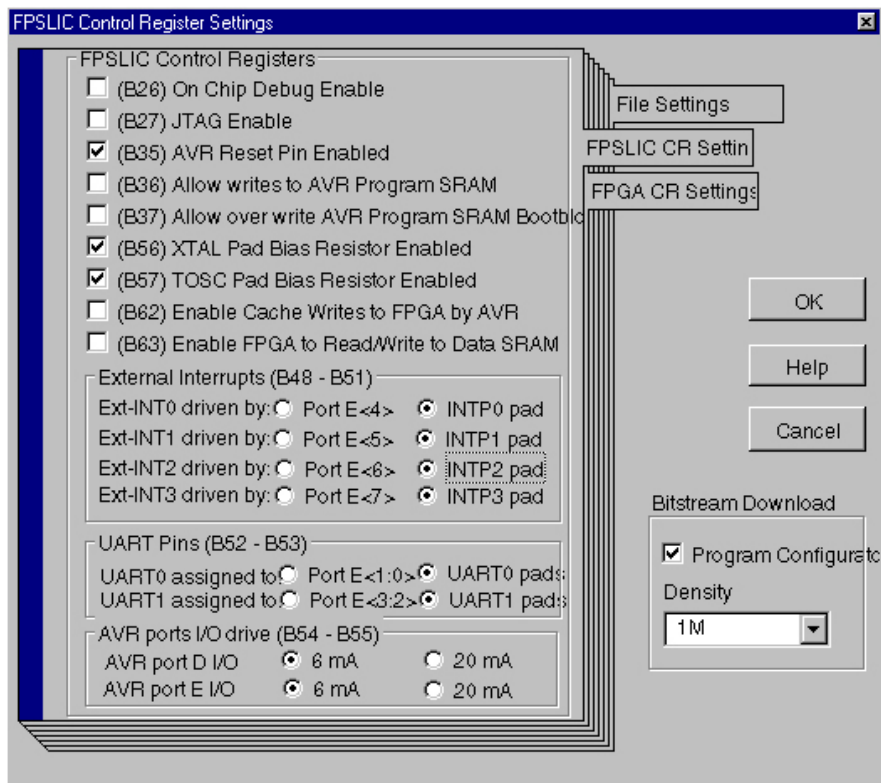 FPSLIC Control Register Settings
FPSLIC Control Registers
(B26) On Chip Debug Enable
(B27) JTAG Enable
(B35) AVR Reset Pin Enabled
(B36) Allow writes to AVR Program SRAM
(B37) Allow over write AVR Program SRAM Bootblo
(B56) XTAL Pad Bias Resistor Enabled
(B57) TOSC Pad Bias Resistor Enabled
(B62) Enable Cache Writes to FPGA by AVR
(B63) Enable FPGA to Read/Write to Data SRAM
External Interrupts (B48 - B51)
Ext-INT0 driven by: Port E<4> INTP0 pad
Ext-INT1 driven by: Port E<5> INTP1 pad
Ext-INT2 driven by: Port E<6> INTP2 pad
Ext-INT3 driven by: Port E<7> INTP3 pad
UART Pins (B52 - B53)
UART0 assigned to: Port E<1:0> UART0 pads
UART1 assigned to: Port E<3:2> UART1 pads
AVR ports I/O drive (B54 - B55)
AVR port D I/O 6 mA 20 mA
AVR port E I/O 6 mA 20 mA
File Settings
FPSLIC CR Settin
FPGA CR Settings
OK
Help
Cancel
Bitstream Download
Program Configurato
Density
1M